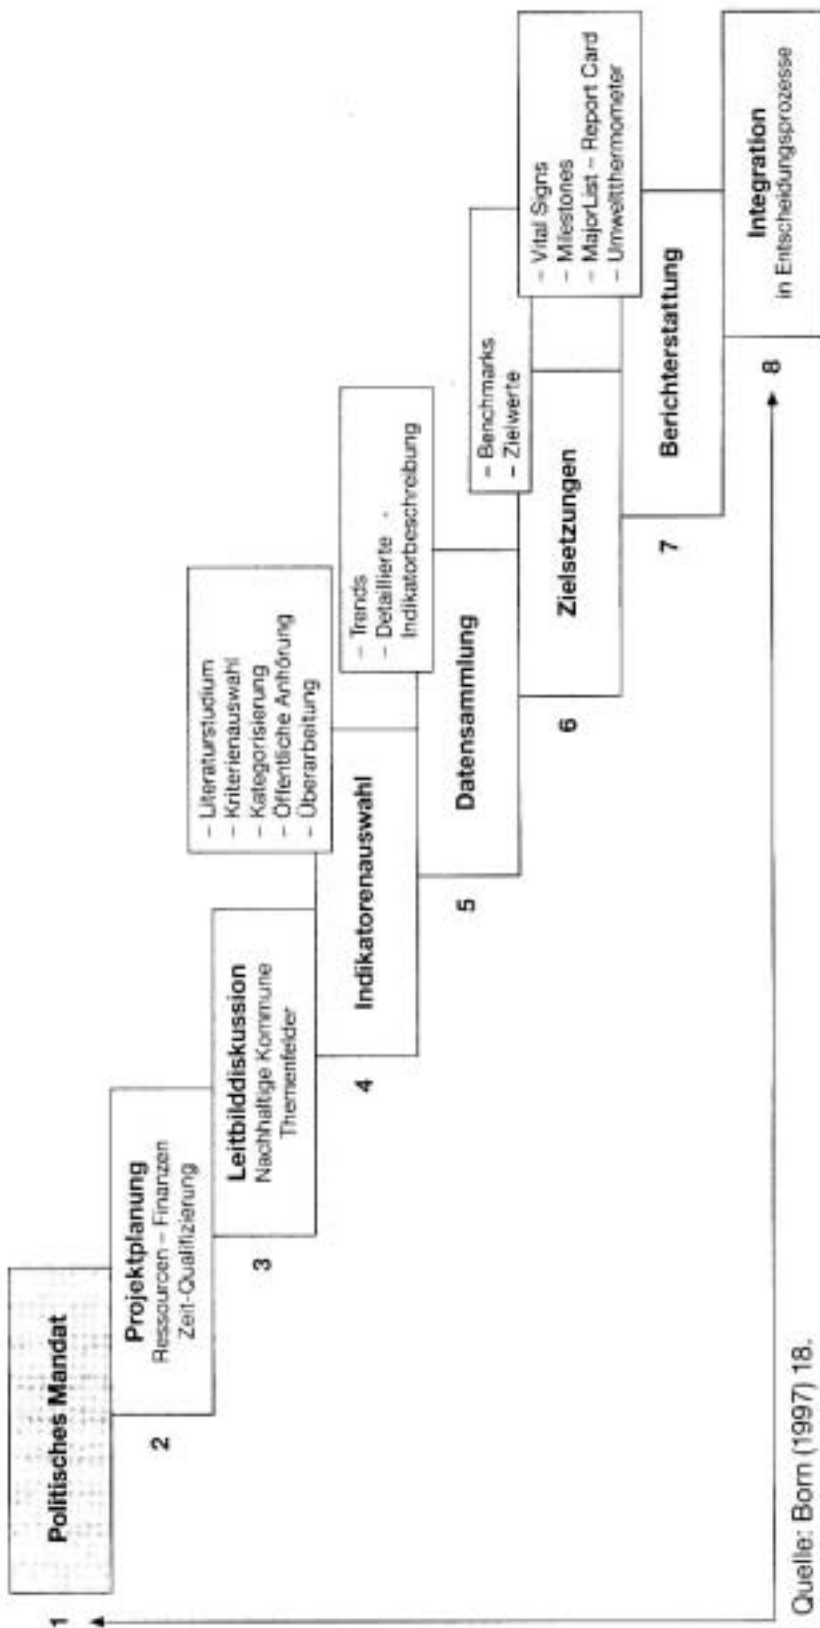 1
Politisches Mandat
2
Projektplanung
Ressourcen – Finanzen
Zeit-Qualifizierung
3
Leitbilddiskussion
Nachhaltige Kommune
Themenfelder
4
Indikatorenauswahl
– Literaturstudium
– Kriterienauswahl
– Kategorisierung
– Öffentliche Anhörung
– Überarbeitung
5
Datensammlung
– Trends
– Detaillierte -
Indikatorbeschreibung
6
Zielsetzungen
– Benchmarks
– Zielwerte
7
Berichterstattung
– Vital Signs
– Milestones
– MajorList – Report Card
– Umweltthermometer
8
Integration
in Entscheidungsprozesse
Quelle: Born (1997) 18.